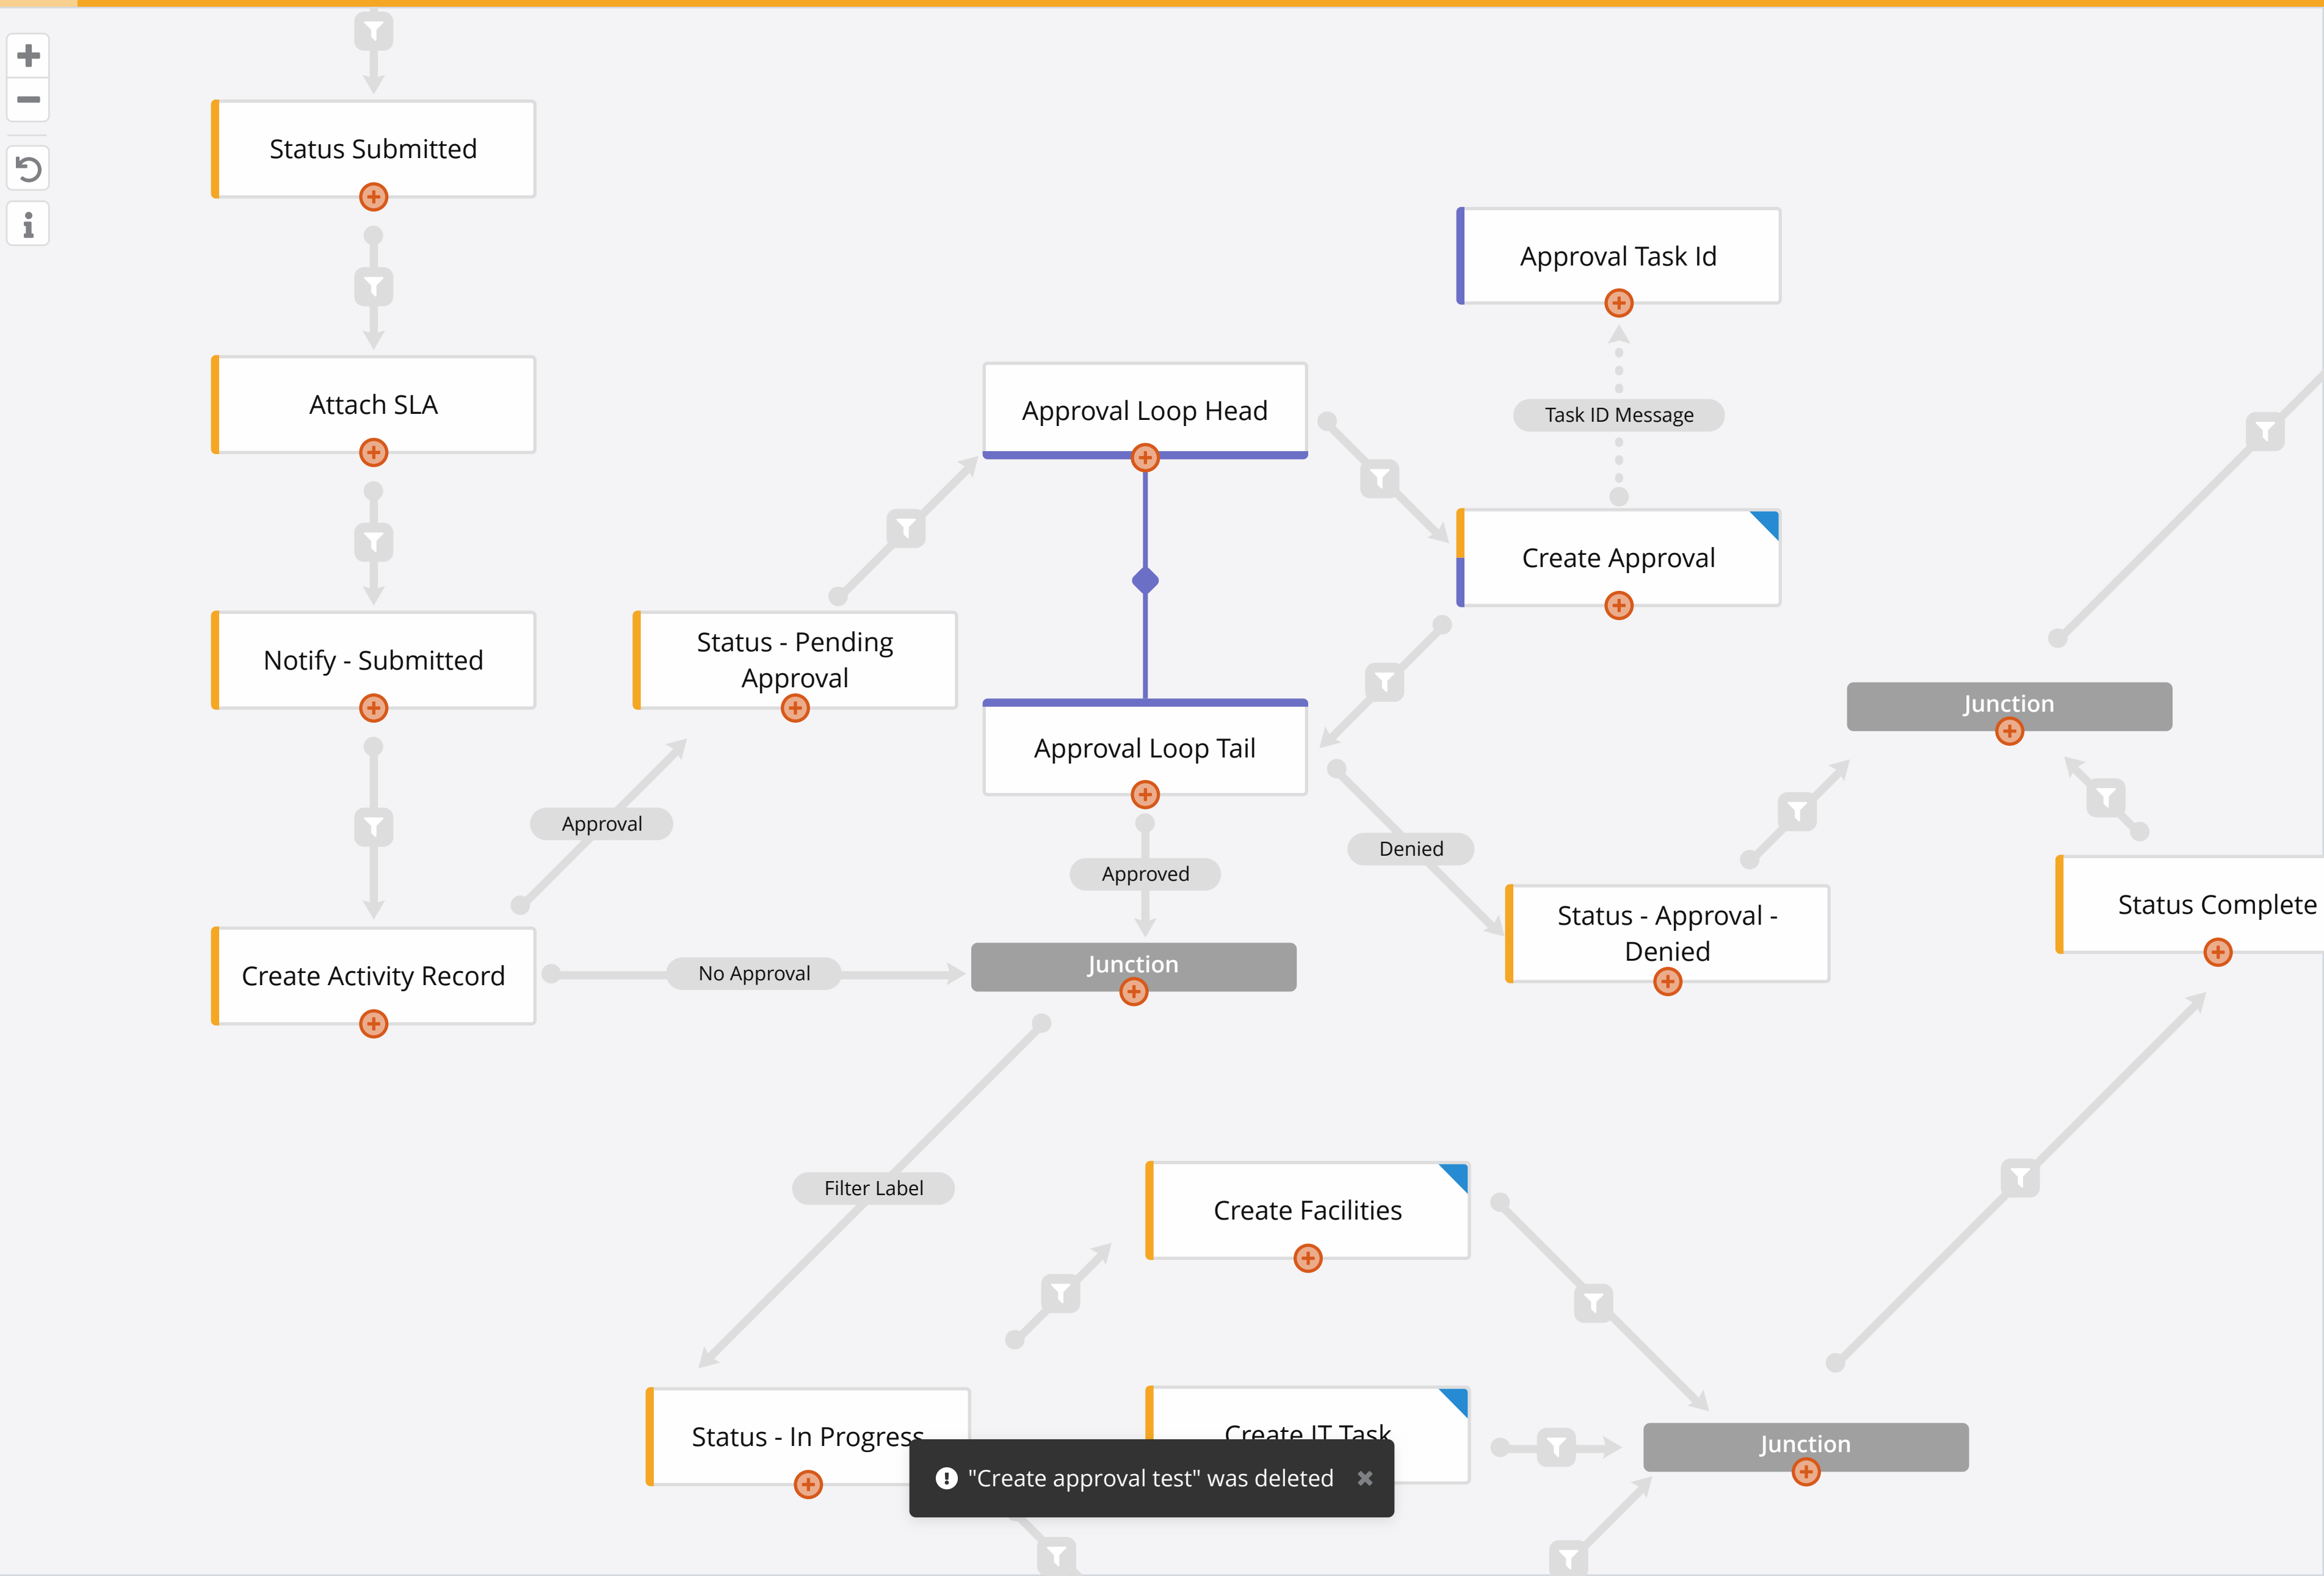 Status Submitted
Approval Task Id
Attach SLA
Approval Loop Head
Task ID Message
Create Approval
Notify - Submitted
Status - Pending
Approval
Junction
Approval Loop Tail
Approval
Denied
Approved
Status - Approval -
Denied
Status Complete
Create Activity Record
No Approval
Junction
Filter Label
Create Facilities
Status - In Progress
Create IT Task
Junction
"Create approval test" was deleted